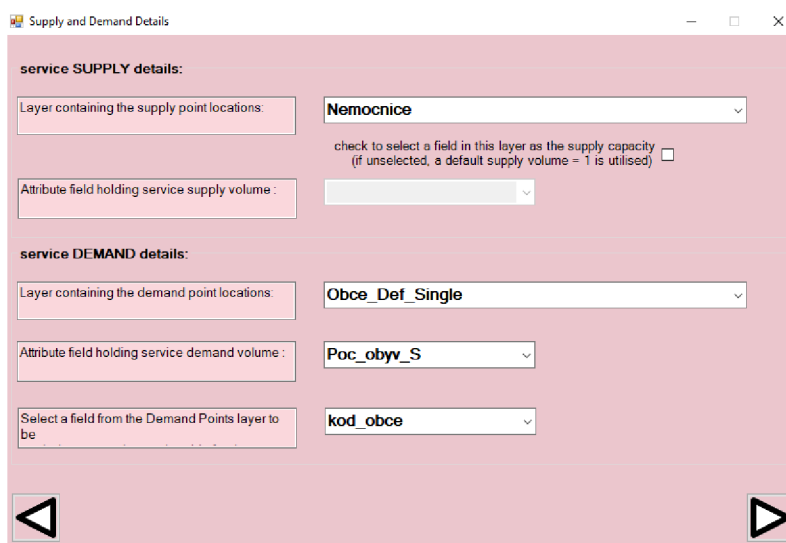 Supply and Demand Details
service SUPPLY details:
Layer containing the supply point locations:
Nemocnice
check to select a field in this layer as the supply capacity
(if unselected, a default supply volume = 1 is utilised)
Attribute field holding service supply volume :
service DEMAND details:
Layer containing the demand point locations:
Obce_Def_Single
Attribute field holding service demand volume :
Poc_obyv_S
Select a field from the Demand Points layer to
be
kod_obce